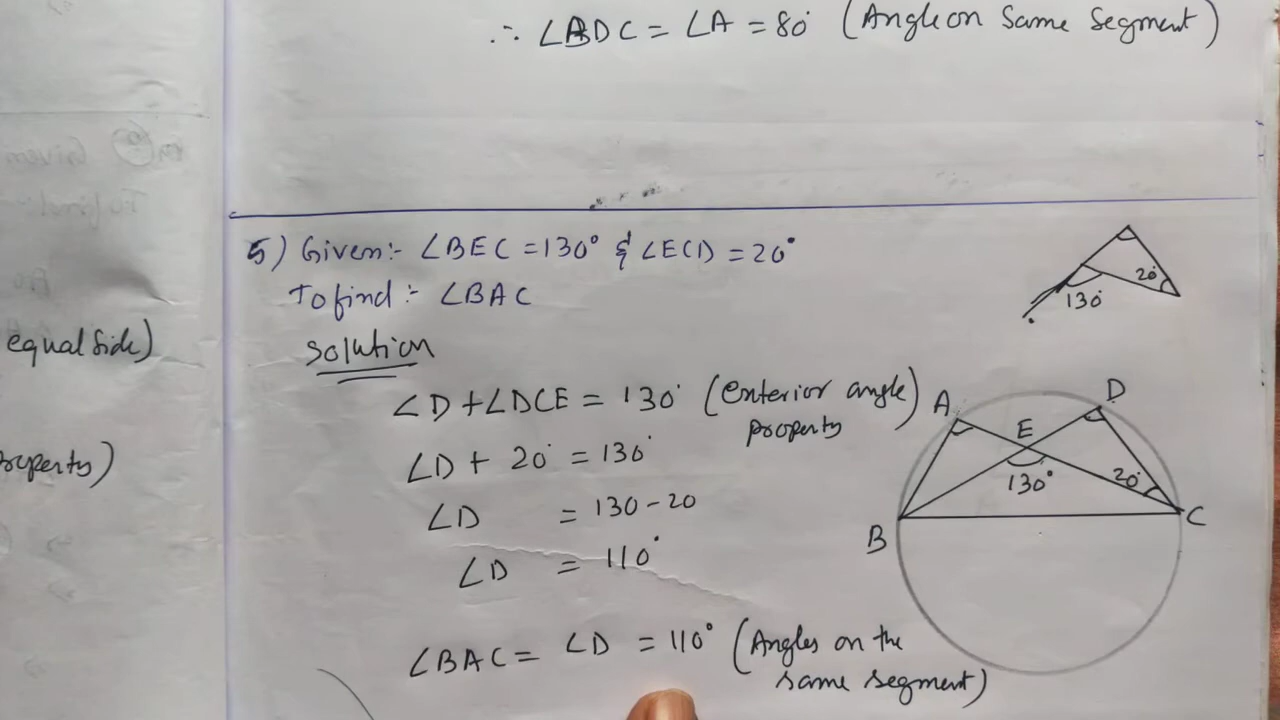 ∴ ∠BDC = ∠A = 80° (Angle on Same Segment)
5) Given:- ∠BEC = 130° & ∠ECD = 20°
To find :- ∠BAC
Solution
∠D + ∠DCE = 130° (Exterior angle property)
∠D + 20° = 130°
∠D = 130 - 20
∠D = 110°
∠BAC = ∠D = 110° (Angles on the
same segment)
equal Side)
20°
130°
A
D
E
130°
20°
B
C